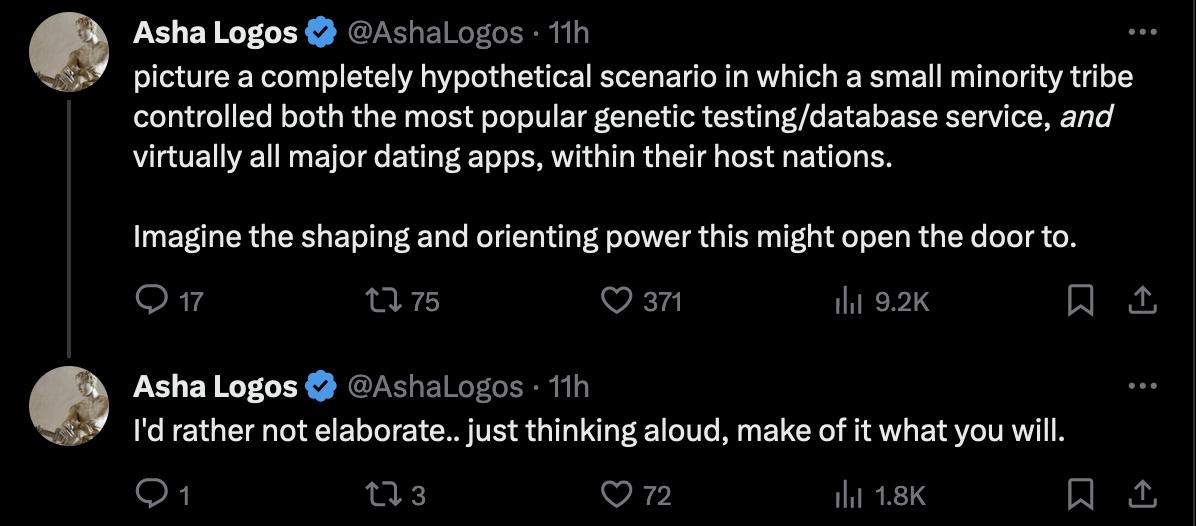 Asha Logos @AshaLogos · 11h
picture a completely hypothetical scenario in which a small minority tribe
controlled both the most popular genetic testing/database service, and
virtually all major dating apps, within their host nations.
Imagine the shaping and orienting power this might open the door to.
17 75 371 9.2K
Asha Logos @AshaLogos · 11h
I'd rather not elaborate.. just thinking aloud, make of it what you will.
1 3 72 1.8K